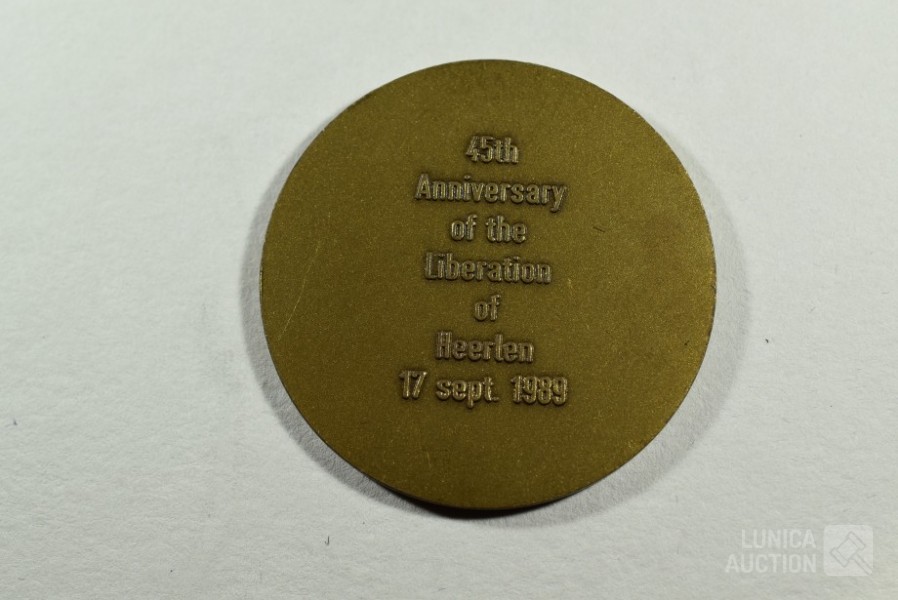 45th
Anniversary
of the
Liberation
of
Heerlen
17 sept. 1989
LUNICA
AUCTION